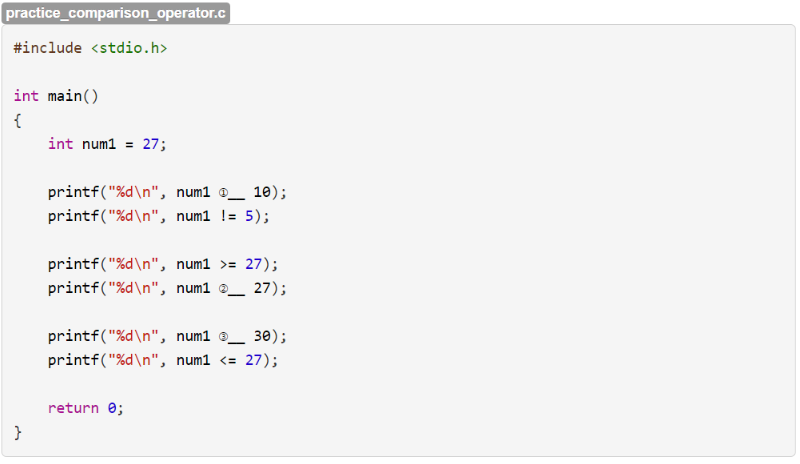 practice_comparison_operator.c
#include <stdio.h>
int main()
{
    int num1 = 27;
    printf("%d\n", num1 ①__ 10);
    printf("%d\n", num1 != 5);
    printf("%d\n", num1 >= 27);
    printf("%d\n", num1 ②__ 27);
    printf("%d\n", num1 ③__ 30);
    printf("%d\n", num1 <= 27);
    return 0;
}